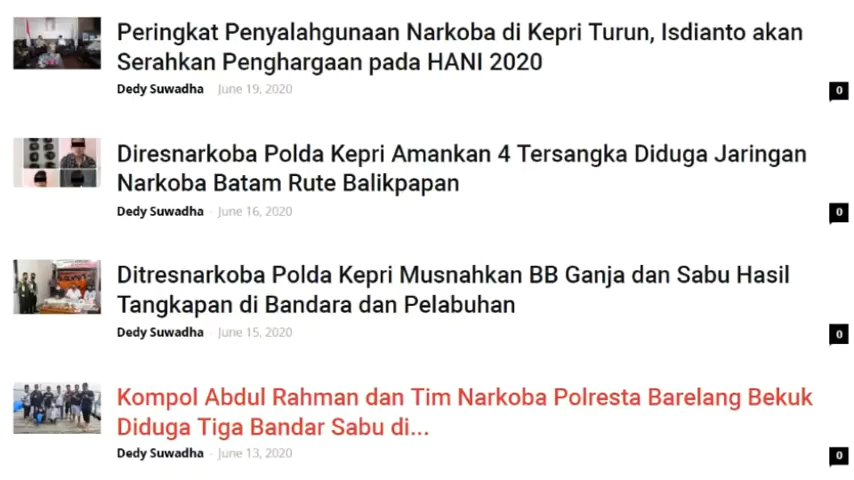 Peringkat Penyalahgunaan Narkoba di Kepri Turun, Isdianto akan
Serahkan Penghargaan pada HANI 2020
Dedy Suwadha - June 19, 2020
0
Diresnarkoba Polda Kepri Amankan 4 Tersangka Diduga Jaringan
Narkoba Batam Rute Balikpapan
Dedy Suwadha - June 16, 2020
0
Ditresnarkoba Polda Kepri Musnahkan BB Ganja dan Sabu Hasil
Tangkapan di Bandara dan Pelabuhan
Dedy Suwadha - June 15, 2020
0
Kompol Abdul Rahman dan Tim Narkoba Polresta Barelang Bekuk
Diduga Tiga Bandar Sabu di...
Dedy Suwadha - June 13, 2020
0